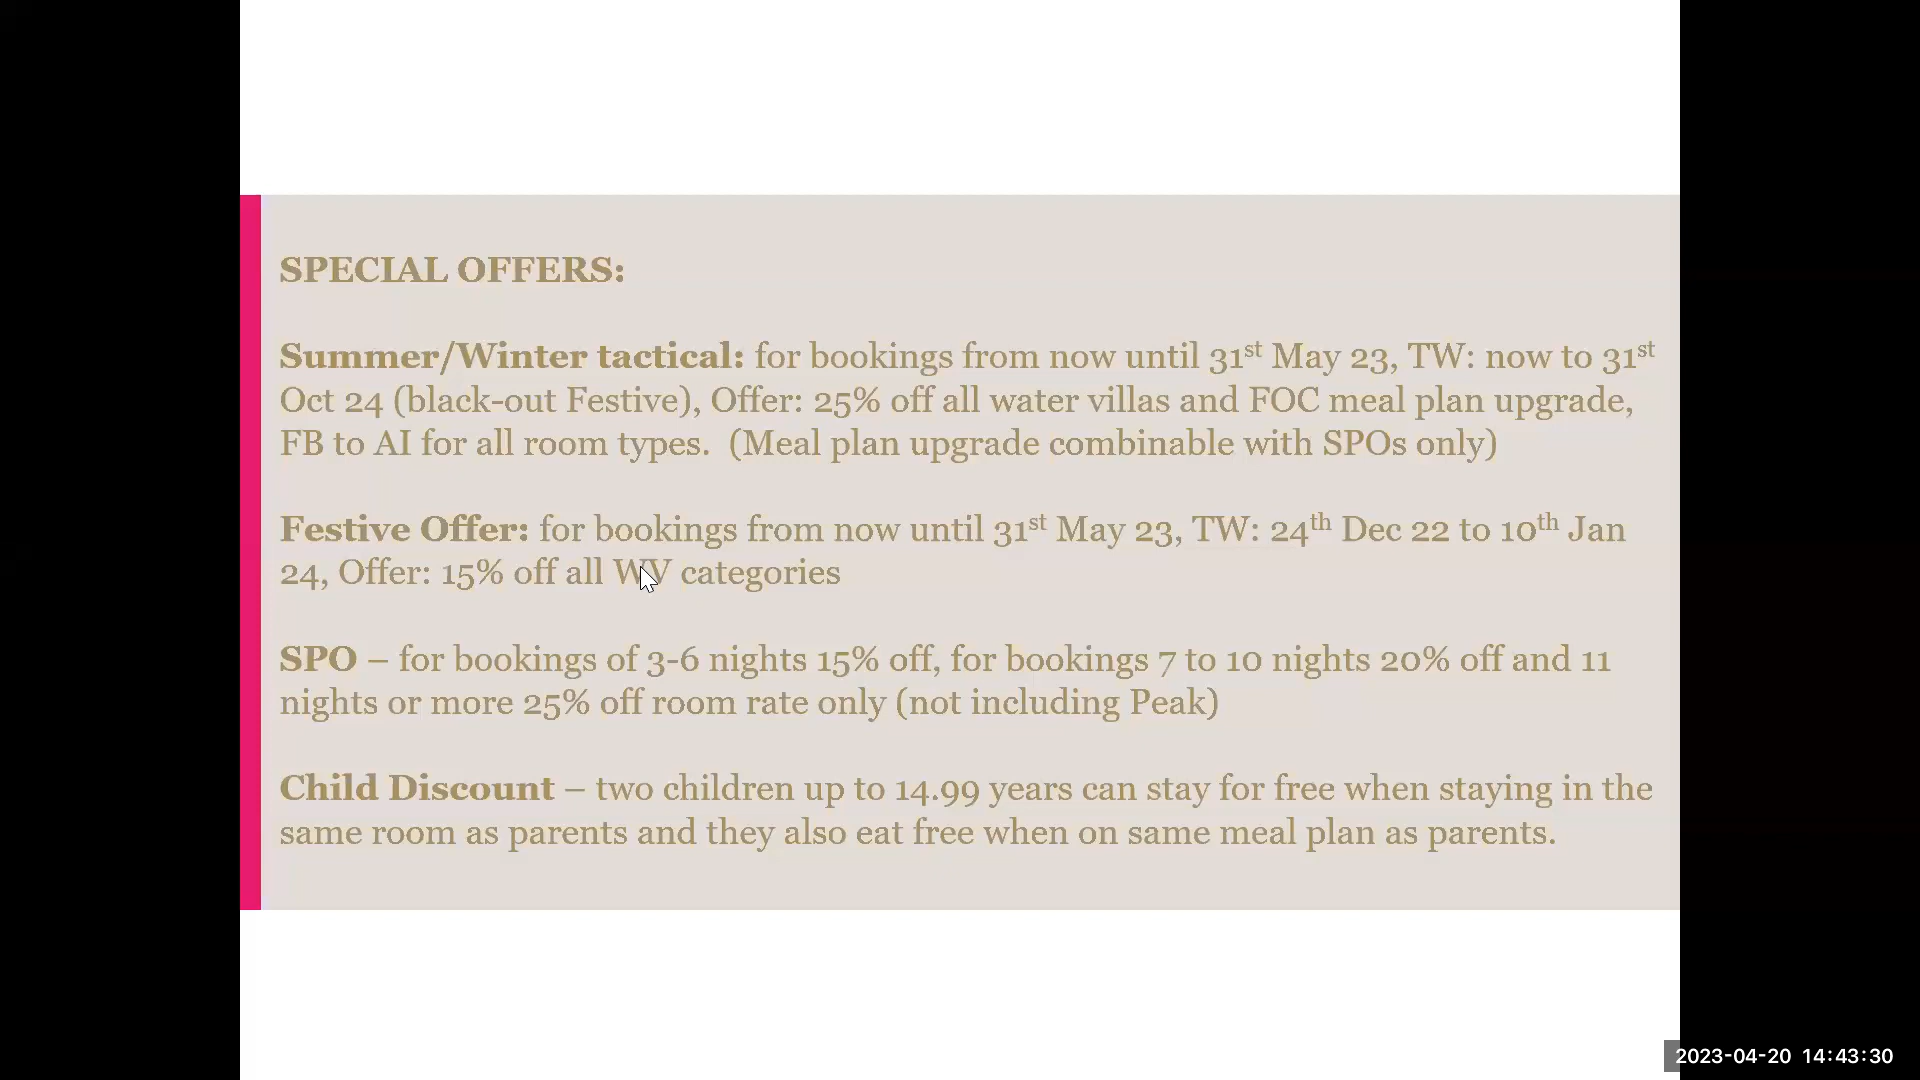 SPECIAL OFFERS:
Summer/Winter tactical: for bookings from now until 31st May 23, TW: now to 31st
Oct 24 (black-out Festive), Offer: 25% off all water villas and FOC meal plan upgrade,
FB to AI for all room types.  (Meal plan upgrade combinable with SPOs only)
Festive Offer: for bookings from now until 31st May 23, TW: 24th Dec 22 to 10th Jan
24, Offer: 15% off all WV categories
SPO – for bookings of 3-6 nights 15% off, for bookings 7 to 10 nights 20% off and 11
nights or more 25% off room rate only (not including Peak)
Child Discount – two children up to 14.99 years can stay for free when staying in the
same room as parents and they also eat free when on same meal plan as parents.
2023-04-20 14:43:30